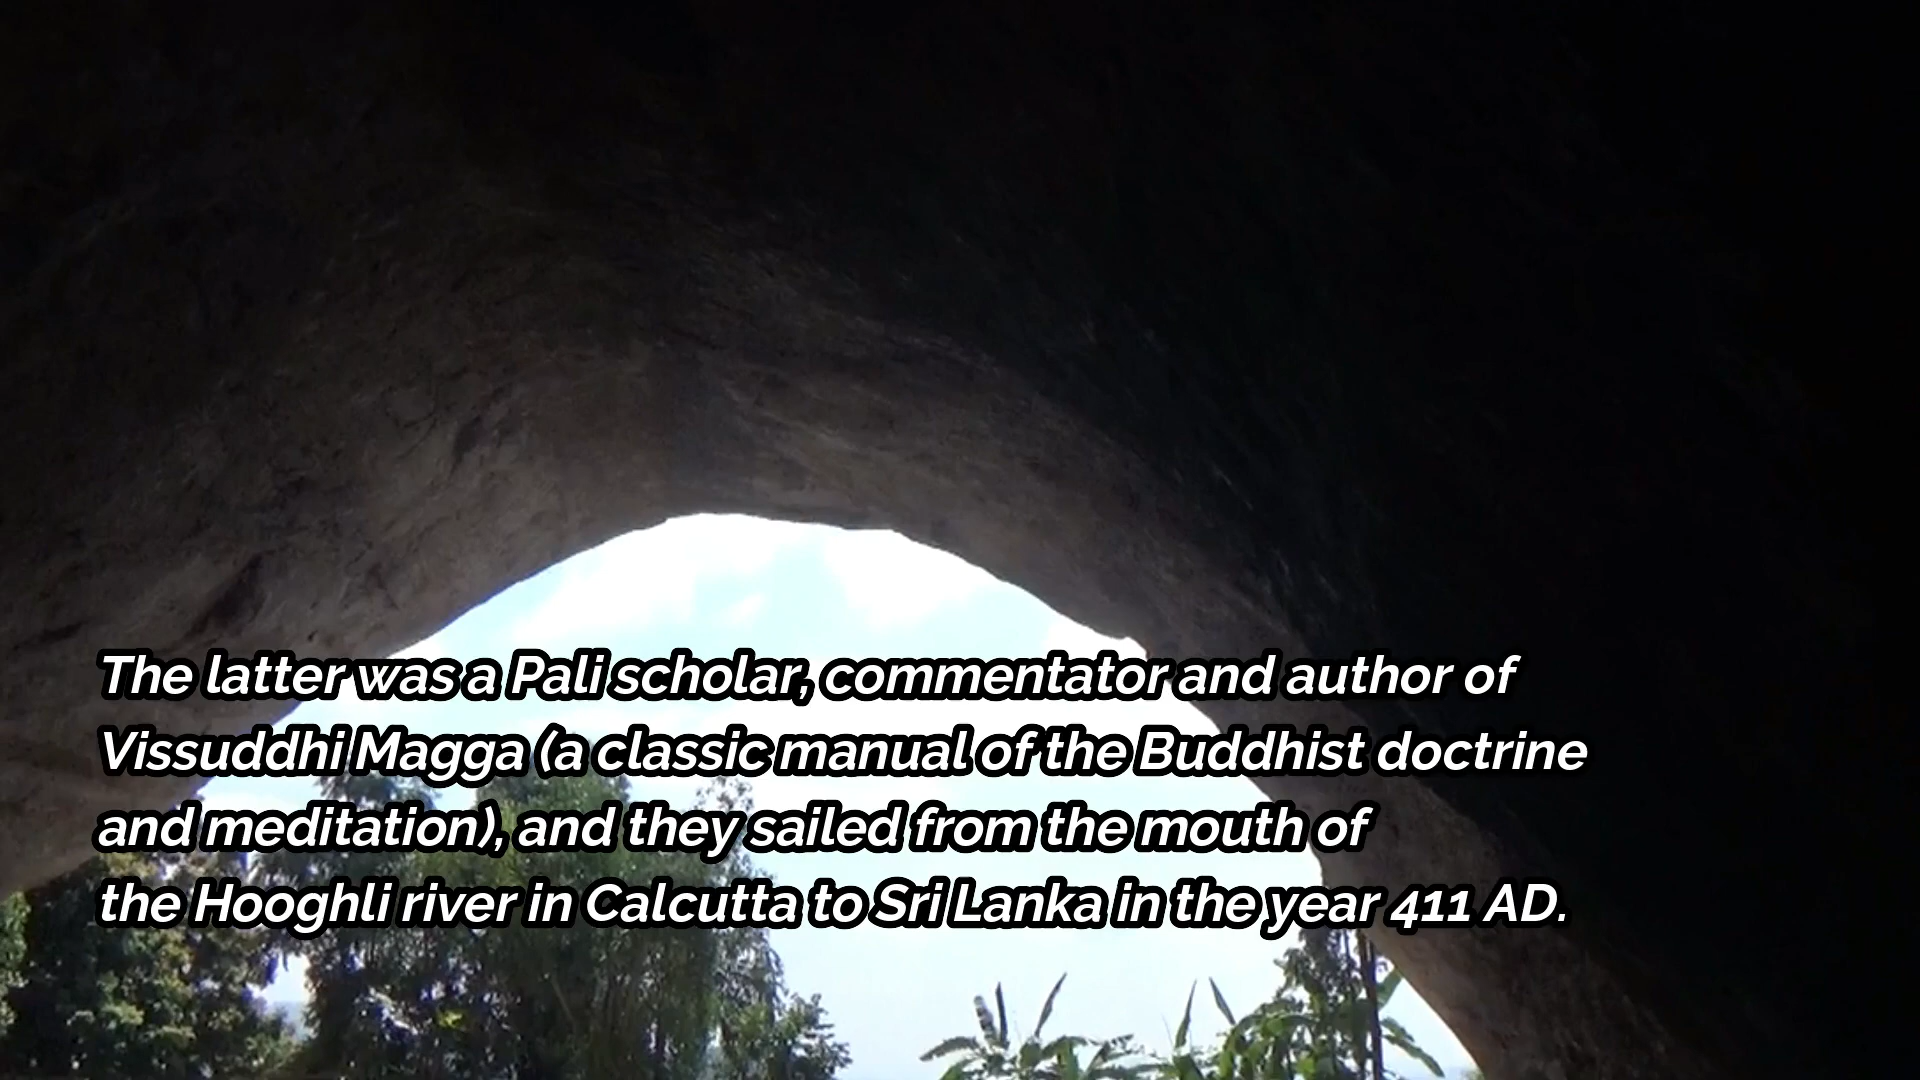 The latter was a Pali scholar, commentator and author of
Vissuddhi Magga (a classic manual of the Buddhist doctrine
and meditation), and they sailed from the mouth of
the Hooghli river in Calcutta to Sri Lanka in the year 411 AD.